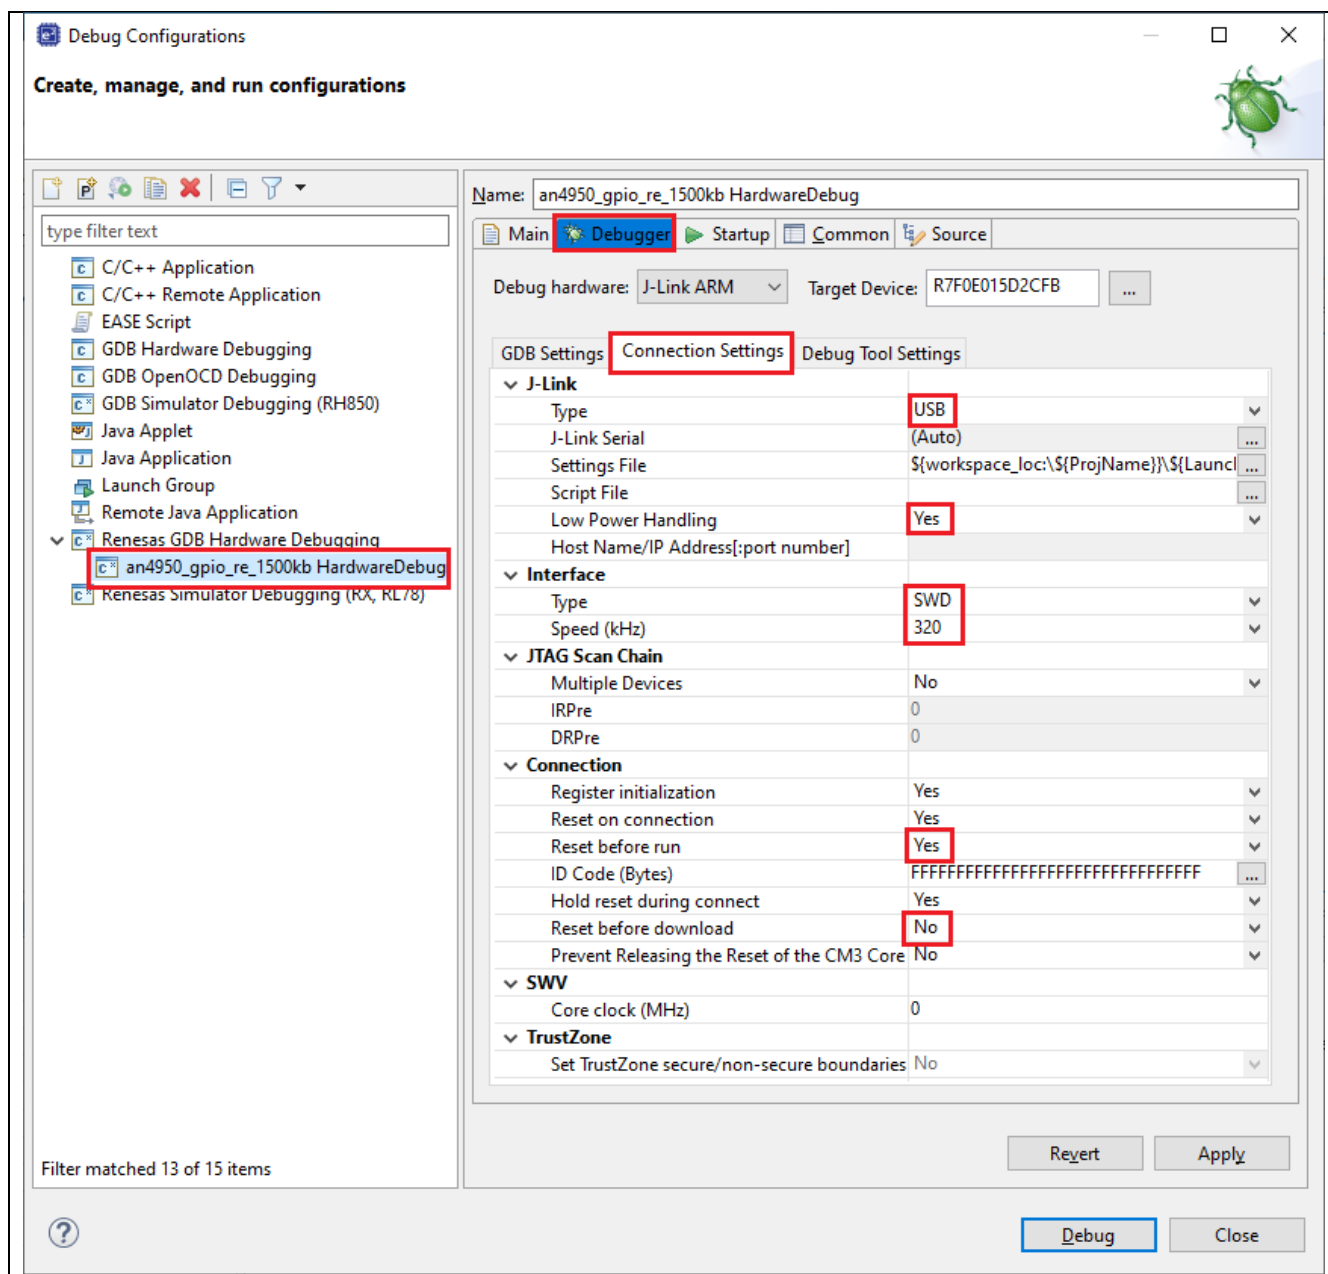 Debug Configurations
Create, manage, and run configurations
type filter text
C/C++ Application
C/C++ Remote Application
EASE Script
GDB Hardware Debugging
GDB OpenOCD Debugging
GDB Simulator Debugging (RH850)
Java Applet
Java Application
Launch Group
Remote Java Application
Renesas GDB Hardware Debugging
an4950_gpio_re_1500kb HardwareDebug
Renesas Simulator Debugging (RX, RL78)
Filter matched 13 of 15 items
Name: an4950_gpio_re_1500kb HardwareDebug
Main Debugger Startup Common Source
Debug hardware: J-Link ARM Target Device: R7F0E015D2CFB ...
GDB Settings Connection Settings Debug Tool Settings
J-Link
Type USB
J-Link Serial (Auto) ...
Settings File ${workspace_loc:\${ProjName}}\${Launcl ...
Script File ...
Low Power Handling Yes
Host Name/IP Address[:port number]
Interface
Type SWD
Speed (kHz) 320
JTAG Scan Chain
Multiple Devices No
IRPre 0
DRPre 0
Connection
Register initialization Yes
Reset on connection Yes
Reset before run Yes
ID Code (Bytes) FFFFFFFFFFFFFFFFFFFFFFFFFFFFFFFF ...
Hold reset during connect Yes
Reset before download No
Prevent Releasing the Reset of the CM3 Core No
SWV
Core clock (MHz) 0
TrustZone
Set TrustZone secure/non-secure boundaries No
Revert Apply
Debug Close